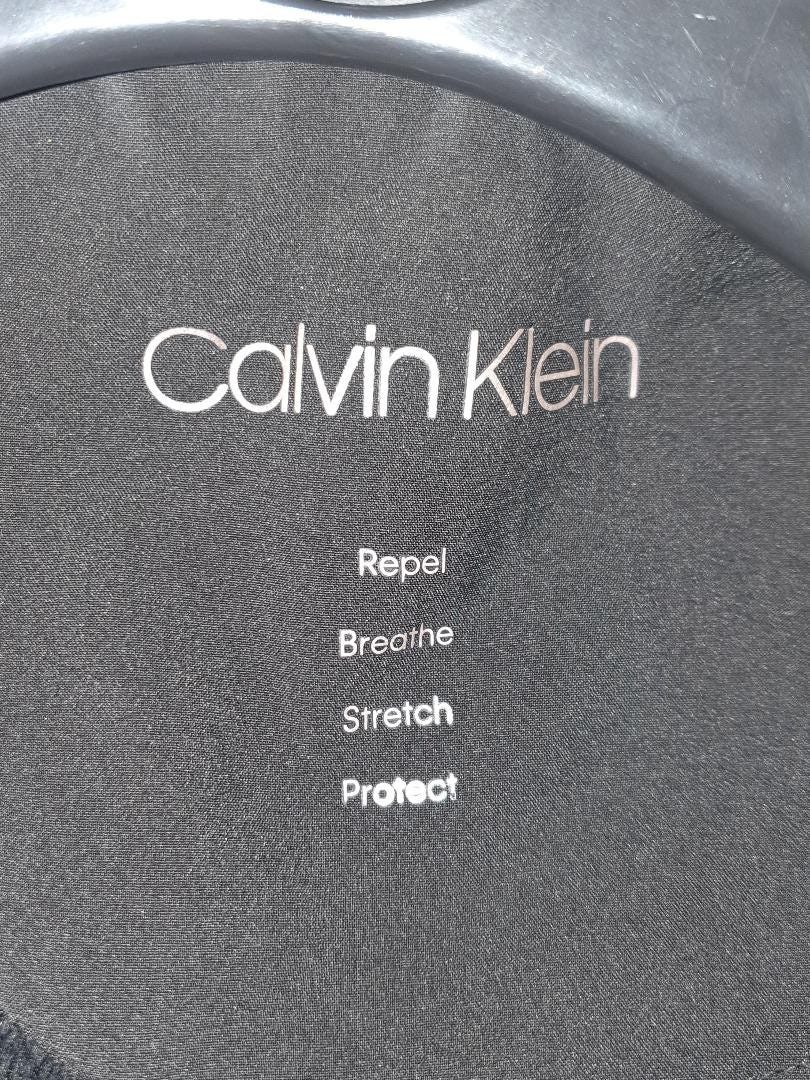 Calvin Klein
Repel
Breathe
Stretch
Protect